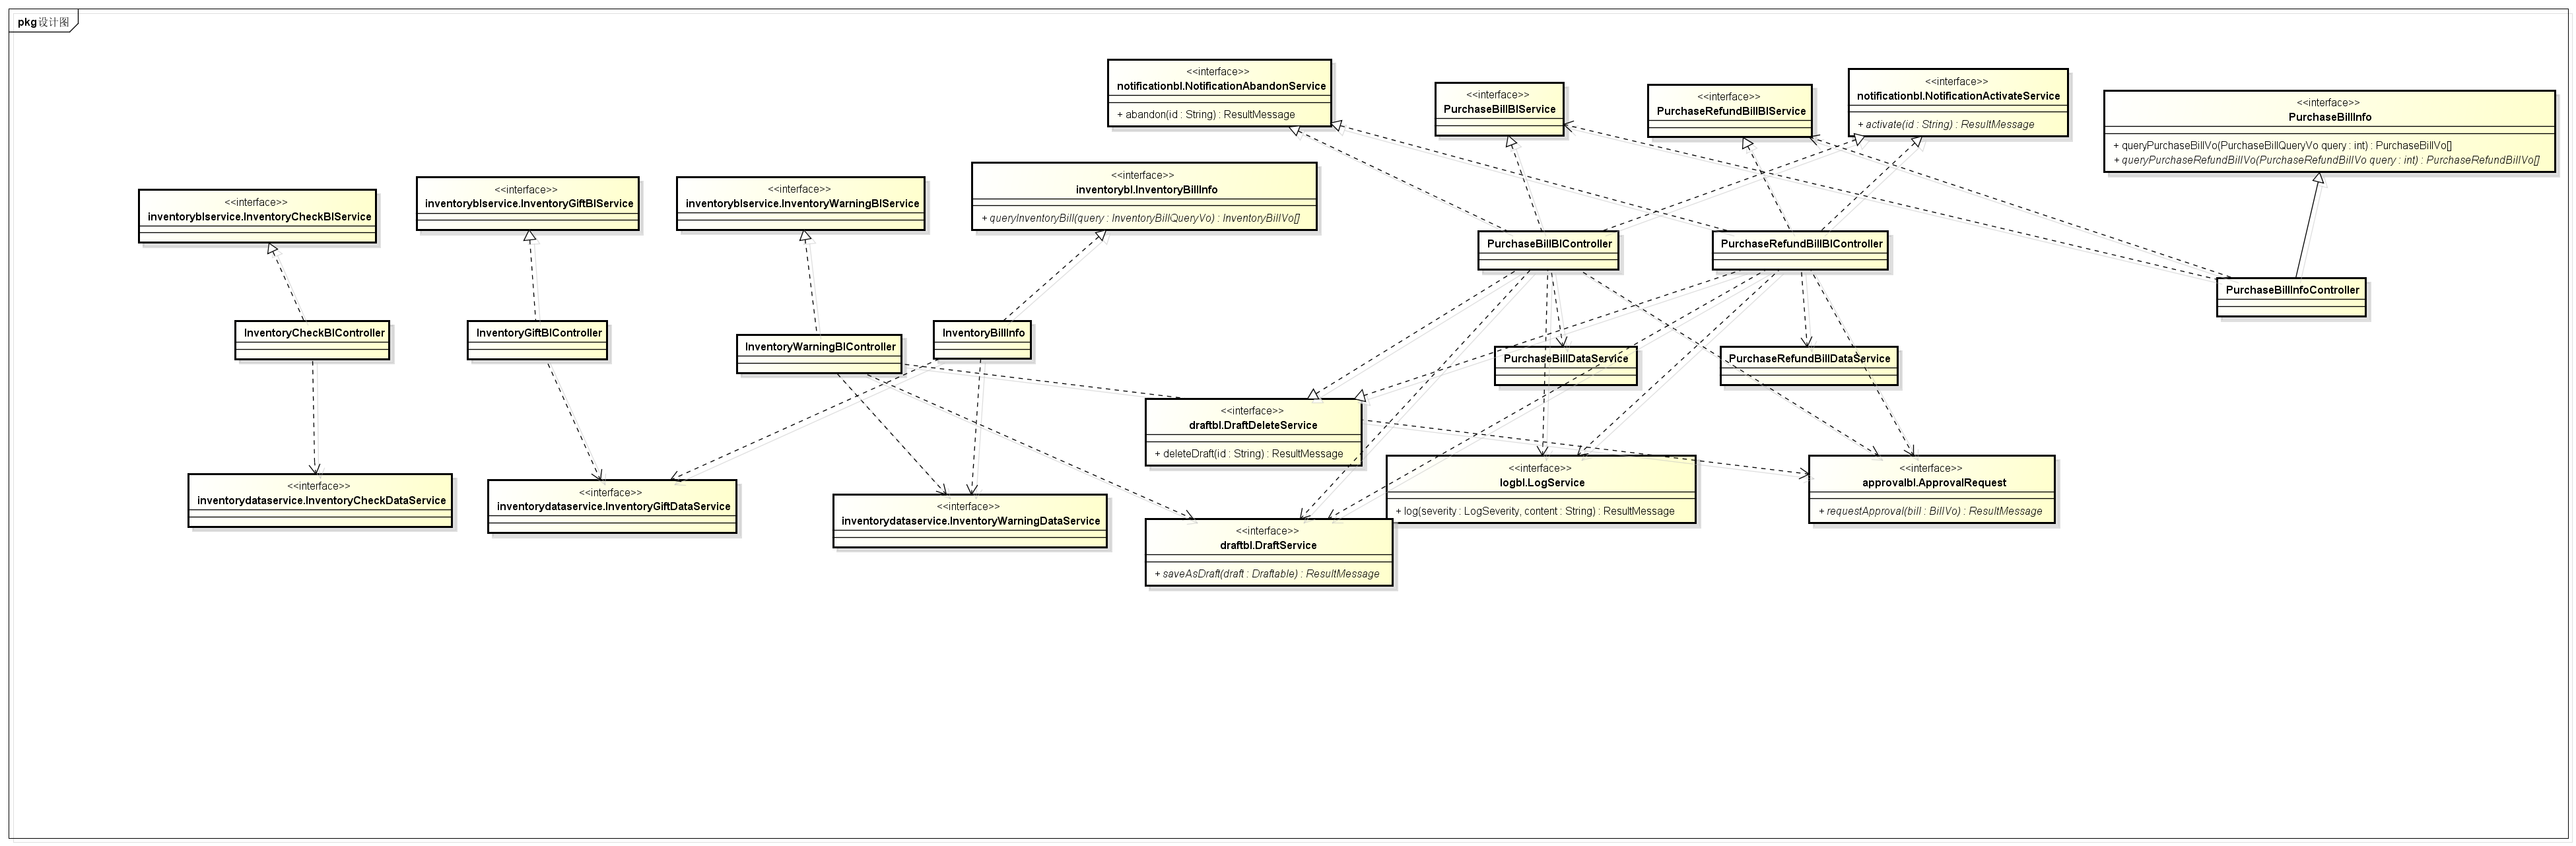 pkg 设计图
<<interface>>
notificationbl.NotificationAbandonService
+ abandon(id : String) : ResultMessage
<<interface>>
PurchaseBillBlService
<<interface>>
PurchaseRefundBillBlService
<<interface>>
notificationbl.NotificationActivateService
+ activate(id : String) : ResultMessage
<<interface>>
PurchaseBillInfo
+ queryPurchaseBillVo(PurchaseBillQueryVo query : int) : PurchaseBillVo[]
+ queryPurchaseRefundBillVo(PurchaseRefundBillVo query : int) : PurchaseRefundBillVo[]
<<interface>>
inventoryblservice.InventoryCheckBlService
<<interface>>
inventoryblservice.InventoryGiftBlService
<<interface>>
inventoryblservice.InventoryWarningBlService
<<interface>>
inventorybl.InventoryBillInfo
+ queryInventoryBill(query : InventoryBillQueryVo) : InventoryBillVo[]
PurchaseBillBlController
PurchaseRefundBillBlController
PurchaseBillInfoController
InventoryCheckBlController
InventoryGiftBlController
InventoryWarningBlController
InventoryBillInfo
PurchaseBillDataService
PurchaseRefundBillDataService
<<interface>>
draftbl.DraftDeleteService
+ deleteDraft(id : String) : ResultMessage
<<interface>>
logbl.LogService
+ log(severity : LogSeverity, content : String) : ResultMessage
<<interface>>
approvalbl.ApprovalRequest
+ requestApproval(bill : BillVo) : ResultMessage
<<interface>>
inventorydataservice.InventoryCheckDataService
<<interface>>
inventorydataservice.InventoryGiftDataService
<<interface>>
inventorydataservice.InventoryWarningDataService
<<interface>>
draftbl.DraftService
+ saveAsDraft(draft : Draftable) : ResultMessage